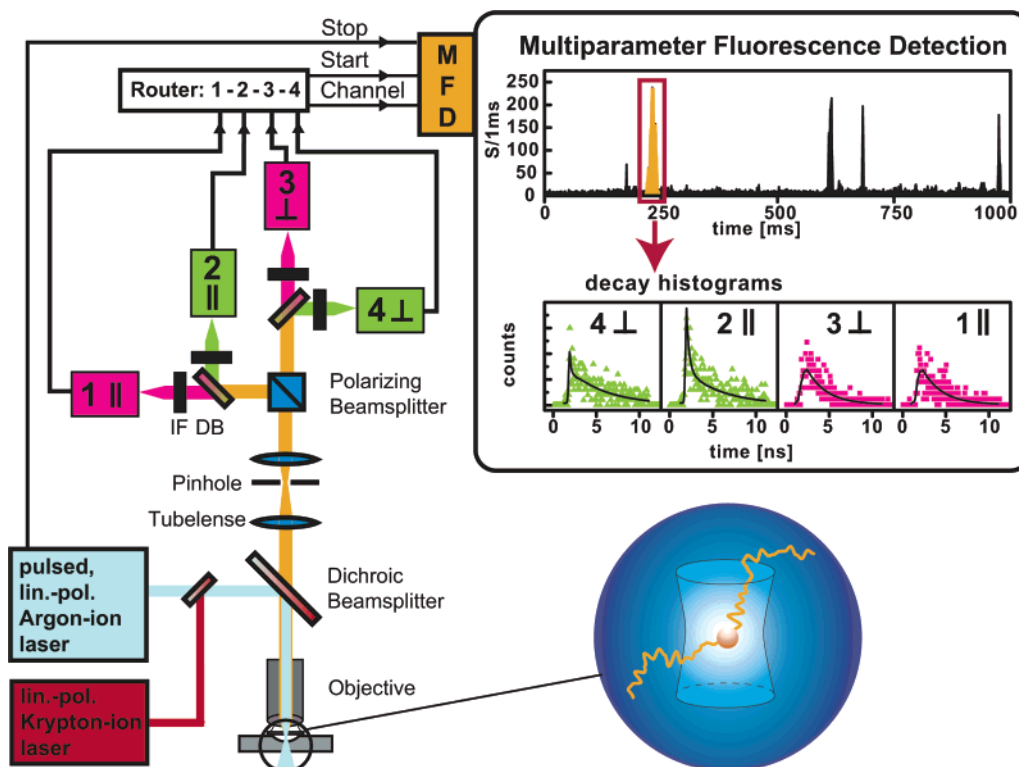 Stop
Start
Channel
Router: 1 - 2 - 3 - 4
M
F
D
3
⊥
2
||
4 ⊥
1 ||
IF DB
Polarizing
Beamsplitter
Pinhole
Tubelense
Dichroic
Beamsplitter
Objective
pulsed,
lin.-pol.
Argon-ion
laser
lin.-pol.
Krypton-ion
laser
Multiparameter Fluorescence Detection
S/1ms
250
200
150
100
50
0
0 250 500 750 1000
time [ms]
decay histograms
counts
4 ⊥ 2 || 3 ⊥ 1 ||
0 5 10 0 5 10 0 5 10 0 5 10
time [ns]